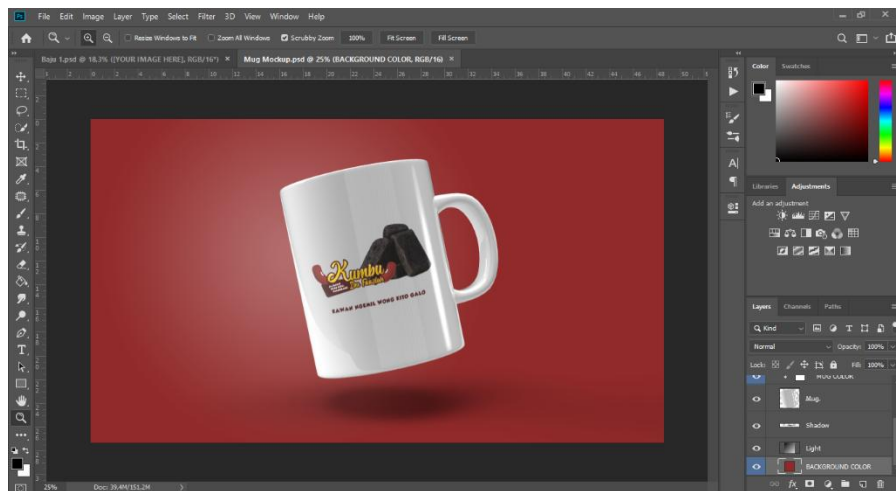 File Edit Image Layer Type Select Filter 3D View Window Help
Resize Windows to Fit Zoom All Windows Scrubby Zoom 100% Fit Screen Fill Screen
Baju 1.psd @ 18,3% ([YOUR IMAGE HERE], RGB/16*) × Mug Mockup.psd @ 25% (BACKGROUND COLOR, RGB/16) ×
Color Swatches
Libraries Adjustments
Add an adjustment
Kumbu
KAWAN NGEMIL WONG KITO GALO
Layers Channels Paths
Kind
Normal Opacity: 100%
Lock: Fill: 100%
MUG COLOR
Mug.
Shadow
Light
BACKGROUND COLOR
25% Doc: 39,4M/151,2M